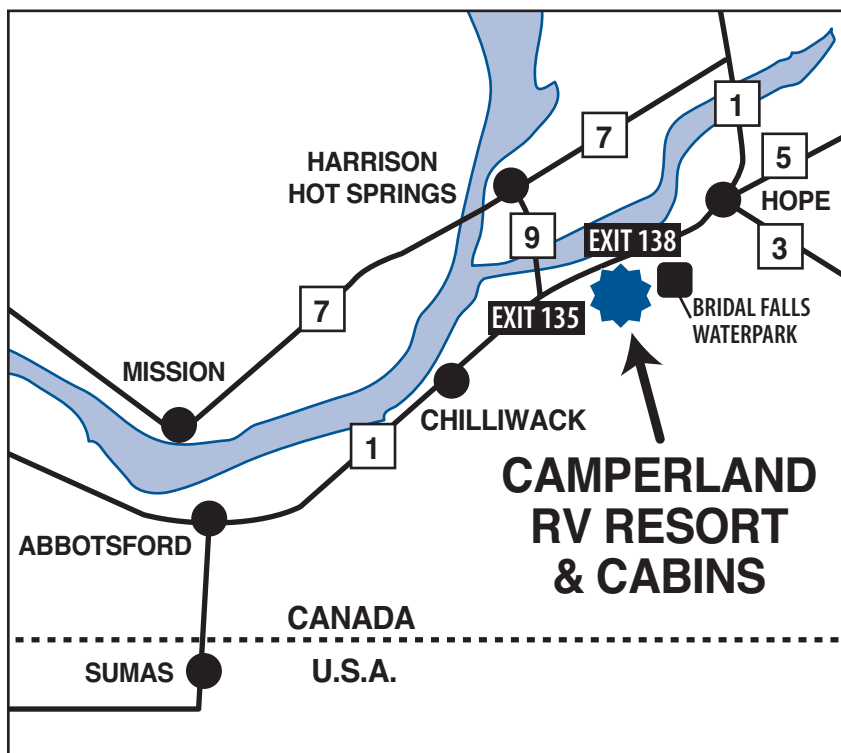 1
7
5
HARRISON
HOT SPRINGS
HOPE
9
EXIT 138
3
7
EXIT 135
BRIDAL FALLS
WATERPARK
MISSION
CHILLIWACK
1
CAMPERLAND
RV RESORT
& CABINS
ABBOTSFORD
CANADA
SUMAS
U.S.A.